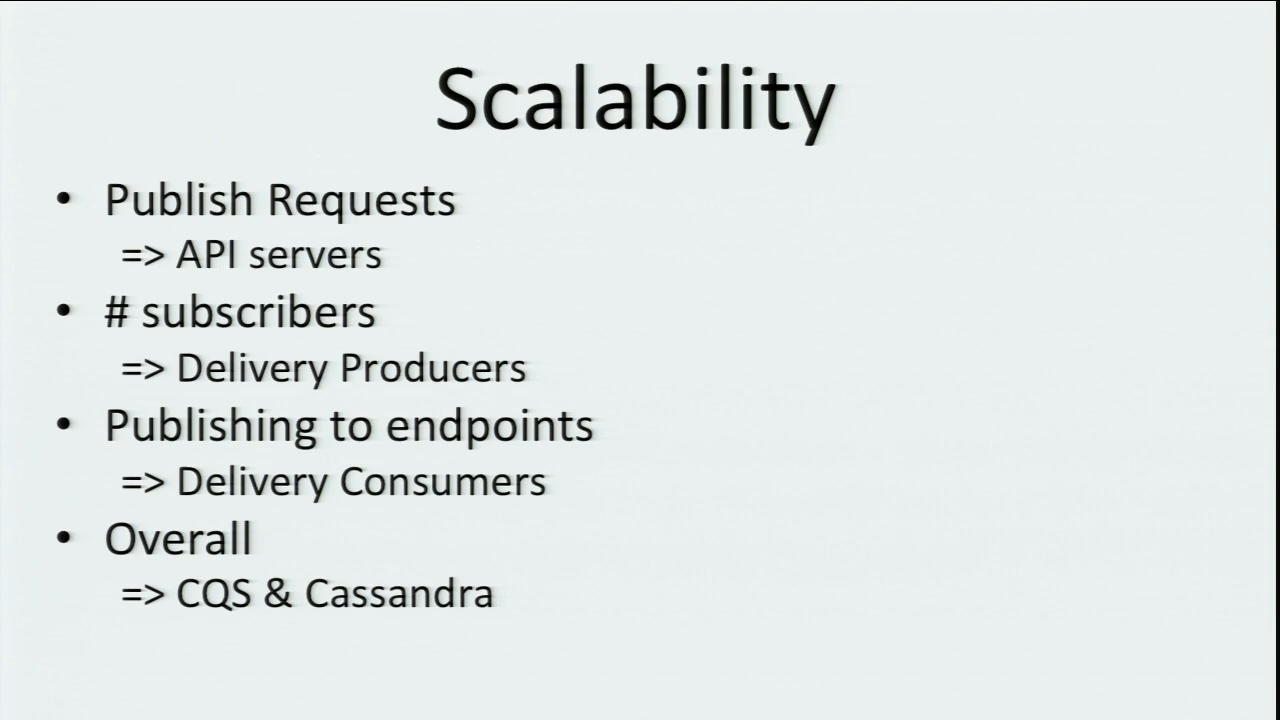 Scalability
• Publish Requests
=> API servers
• # subscribers
=> Delivery Producers
• Publishing to endpoints
=> Delivery Consumers
• Overall
=> CQS & Cassandra